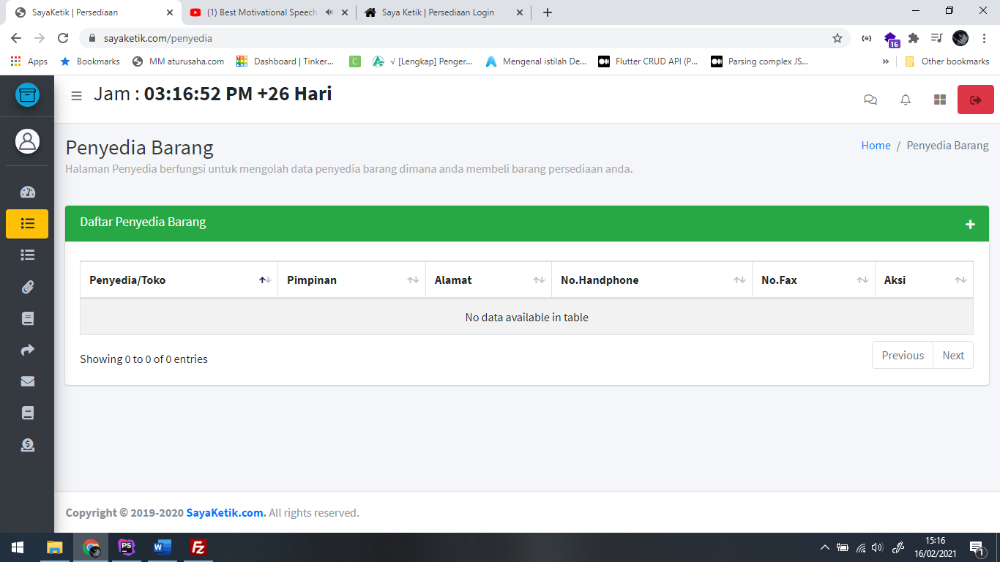 SayaKetik | Persediaan
(1) Best Motivational Speech
Saya Ketik | Persediaan Login
sayaketik.com/penyedia
16
Apps
Bookmarks
MM aturusaha.com
Dashboard | Tinker...
C
√ [Lengkap] Penger...
Mengenal istilah De...
Flutter CRUD API (P...
Parsing complex JS...
»
Other bookmarks
Jam : 03:16:52 PM +26 Hari
Penyedia Barang
Home / Penyedia Barang
Halaman Penyedia berfungsi untuk mengolah data penyedia barang dimana anda membeli barang persediaan anda.
Daftar Penyedia Barang
Penyedia/Toko Pimpinan Alamat No.Handphone No.Fax Aksi
No data available in table
Showing 0 to 0 of 0 entries
Previous Next
Copyright © 2019-2020 SayaKetik.com. All rights reserved.
PS
W
Fz
15:16
16/02/2021
1